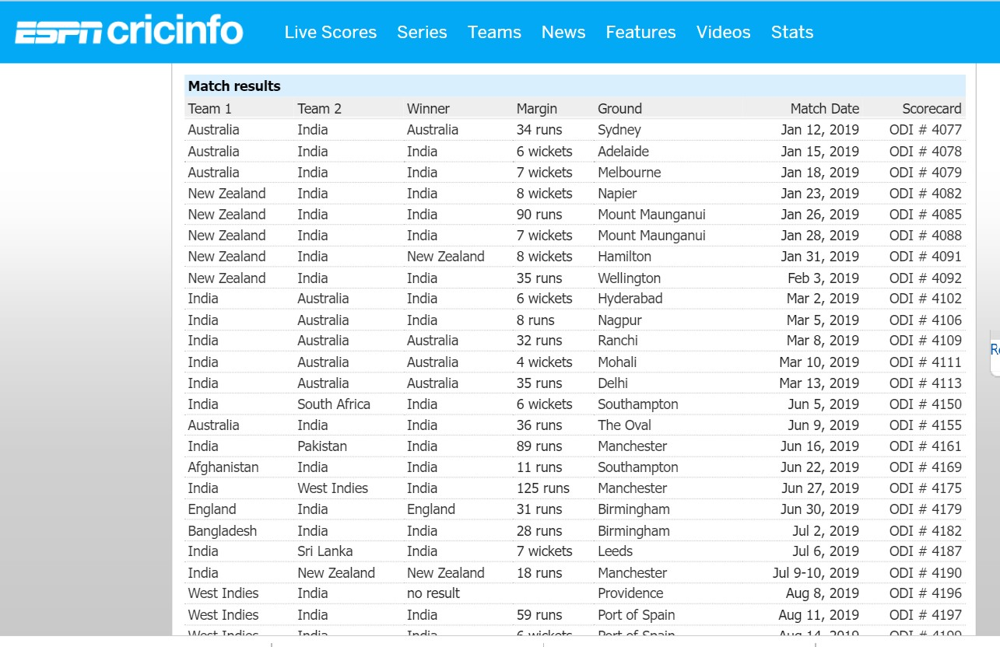 ESPN cricinfo Live Scores Series Teams News Features Videos Stats
Match results
Team 1 Team 2 Winner Margin Ground Match Date Scorecard
Australia India Australia 34 runs Sydney Jan 12, 2019 ODI # 4077
Australia India India 6 wickets Adelaide Jan 15, 2019 ODI # 4078
Australia India India 7 wickets Melbourne Jan 18, 2019 ODI # 4079
New Zealand India India 8 wickets Napier Jan 23, 2019 ODI # 4082
New Zealand India India 90 runs Mount Maunganui Jan 26, 2019 ODI # 4085
New Zealand India India 7 wickets Mount Maunganui Jan 28, 2019 ODI # 4088
New Zealand India New Zealand 8 wickets Hamilton Jan 31, 2019 ODI # 4091
New Zealand India India 35 runs Wellington Feb 3, 2019 ODI # 4092
India Australia India 6 wickets Hyderabad Mar 2, 2019 ODI # 4102
India Australia India 8 runs Nagpur Mar 5, 2019 ODI # 4106
India Australia Australia 32 runs Ranchi Mar 8, 2019 ODI # 4109
India Australia Australia 4 wickets Mohali Mar 10, 2019 ODI # 4111
India Australia Australia 35 runs Delhi Mar 13, 2019 ODI # 4113
India South Africa India 6 wickets Southampton Jun 5, 2019 ODI # 4150
Australia India India 36 runs The Oval Jun 9, 2019 ODI # 4155
India Pakistan India 89 runs Manchester Jun 16, 2019 ODI # 4161
Afghanistan India India 11 runs Southampton Jun 22, 2019 ODI # 4169
India West Indies India 125 runs Manchester Jun 27, 2019 ODI # 4175
England India England 31 runs Birmingham Jun 30, 2019 ODI # 4179
Bangladesh India India 28 runs Birmingham Jul 2, 2019 ODI # 4182
India Sri Lanka India 7 wickets Leeds Jul 6, 2019 ODI # 4187
India New Zealand New Zealand 18 runs Manchester Jul 9-10, 2019 ODI # 4190
West Indies India no result Providence Aug 8, 2019 ODI # 4196
West Indies India India 59 runs Port of Spain Aug 11, 2019 ODI # 4197
West Indies India India 6 wickets Port of Spain Aug 14, 2019 ODI # 4199